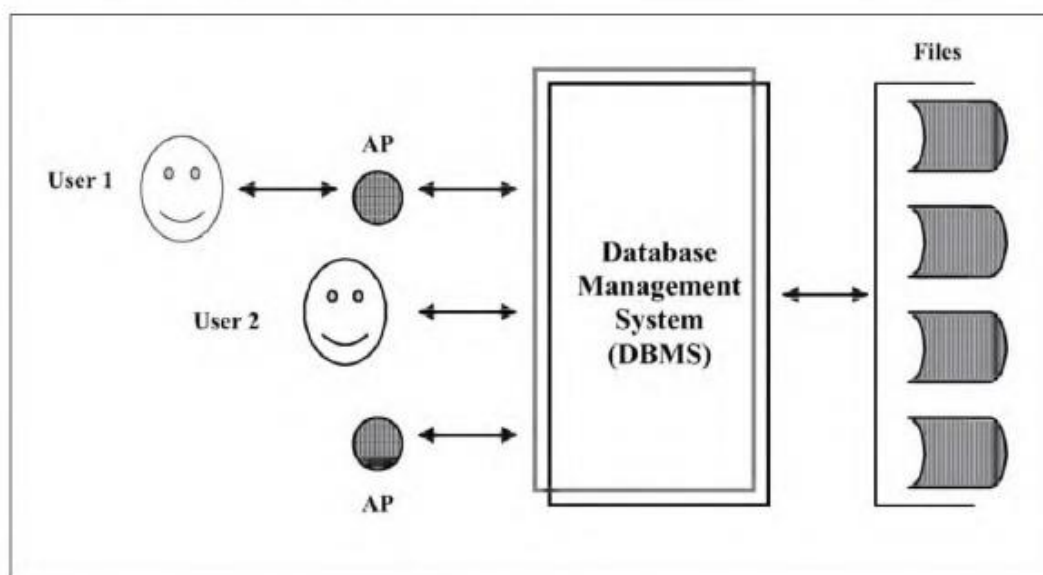 Files
AP
User 1
Database
Management
System
(DBMS)
User 2
AP